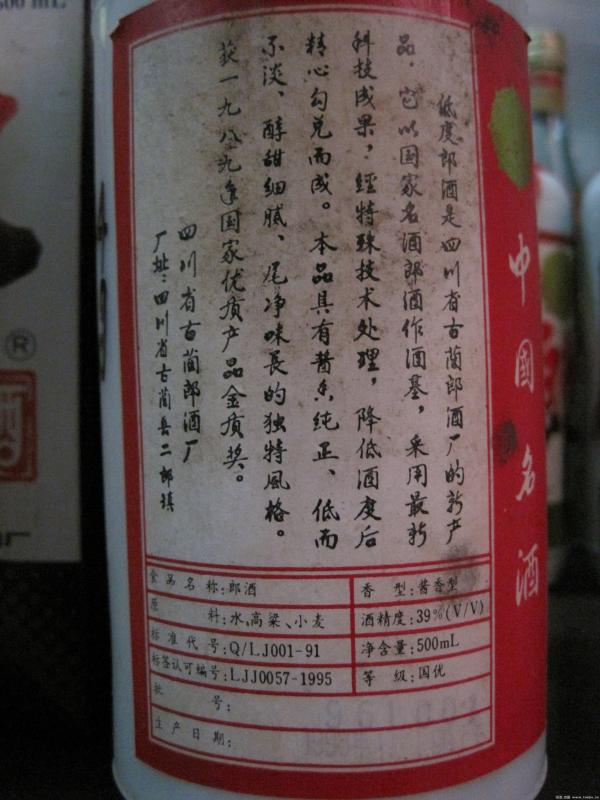 低度郎酒是四川省古蔺郎酒厂的新产
品。它以国家名酒郎酒作酒基，采用最新
科技成果，经特殊技术处理，降低酒度后
精心勾兑而成。本品具有酱香纯正、低而
不淡、醇甜细腻、尾净味長的独特風格。
获一九八九年国家优质产品金质奖。
四川省古蔺郎酒厂
厂址：四川省古蔺县二郎填
中國名酒
食品名称:郎酒
香型:酱香型
原料:水,高粱、小麦
酒精度:39%(V/V)
标准代号:Q/LJ001-91
净含量:500mL
标签认可编号:LJJ0057-1995
等级:国优
批号:
生产日期:
500mL
®
厂